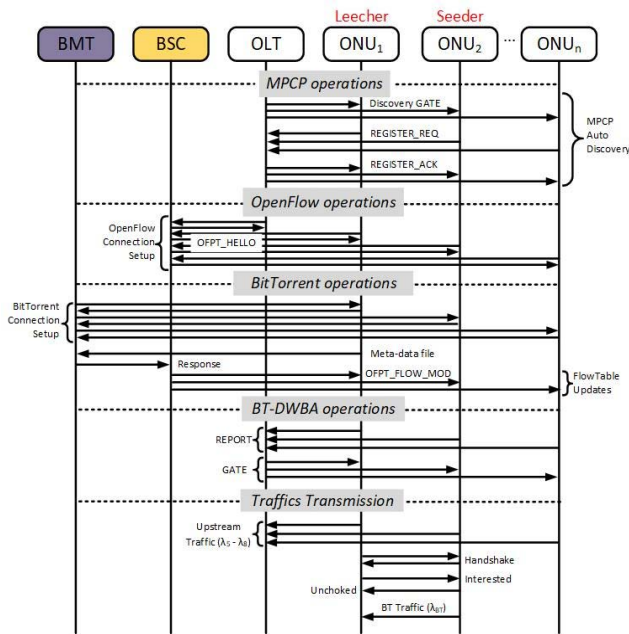 Leecher
Seeder
BMT
BSC
OLT
ONU1
ONU2
...
ONUn
MPCP operations
Discovery GATE
REGISTER_REQ
REGISTER_ACK
MPCP
Auto
Discovery
OpenFlow operations
OpenFlow
Connection
Setup
OFPT_HELLO
BitTorrent operations
BitTorrent
Connection
Setup
Meta-data file
Response
OFPT_FLOW_MOD
FlowTable
Updates
BT-DWBA operations
REPORT
GATE
Traffics Transmission
Upstream
Traffic (λ5 - λ8)
Handshake
Interested
Unchoked
BT Traffic (λBT)